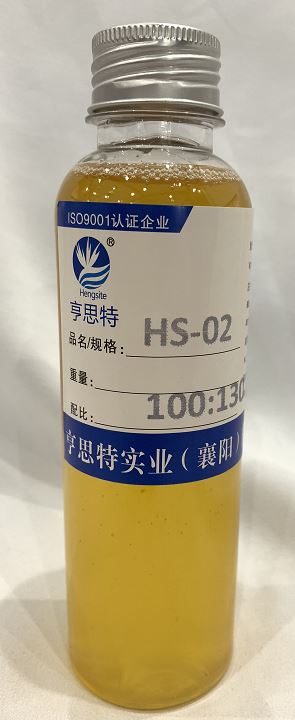 ISO9001认证企业
®
Hengsite
亨思特
品名/规格: HS-02
重量:
配比: 100:130
亨思特实业(襄阳)